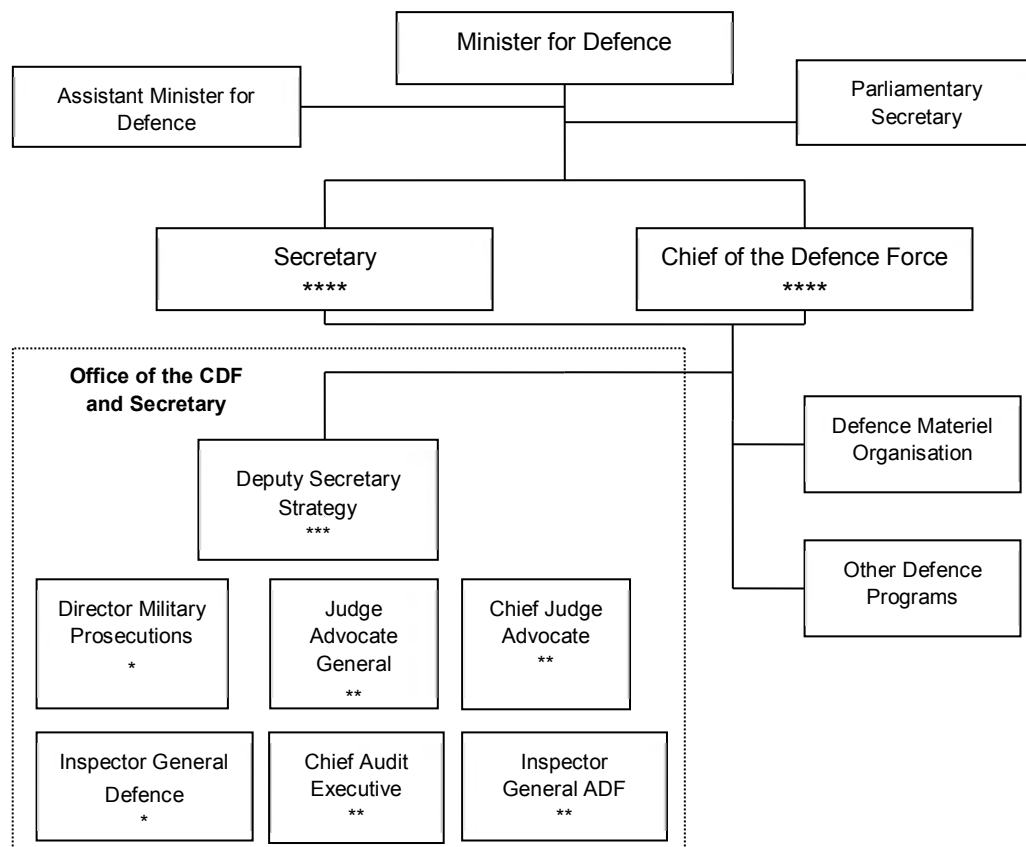 Minister for Defence
Assistant Minister for
Defence
Parliamentary
Secretary
Secretary
****
Chief of the Defence Force
****
Office of the CDF
and Secretary
Defence Materiel
Organisation
Deputy Secretary
Strategy
***
Other Defence
Programs
Director Military
Prosecutions
*
Judge
Advocate
General
**
Chief Judge
Advocate
**
Inspector General
Defence
*
Chief Audit
Executive
**
Inspector
General ADF
**